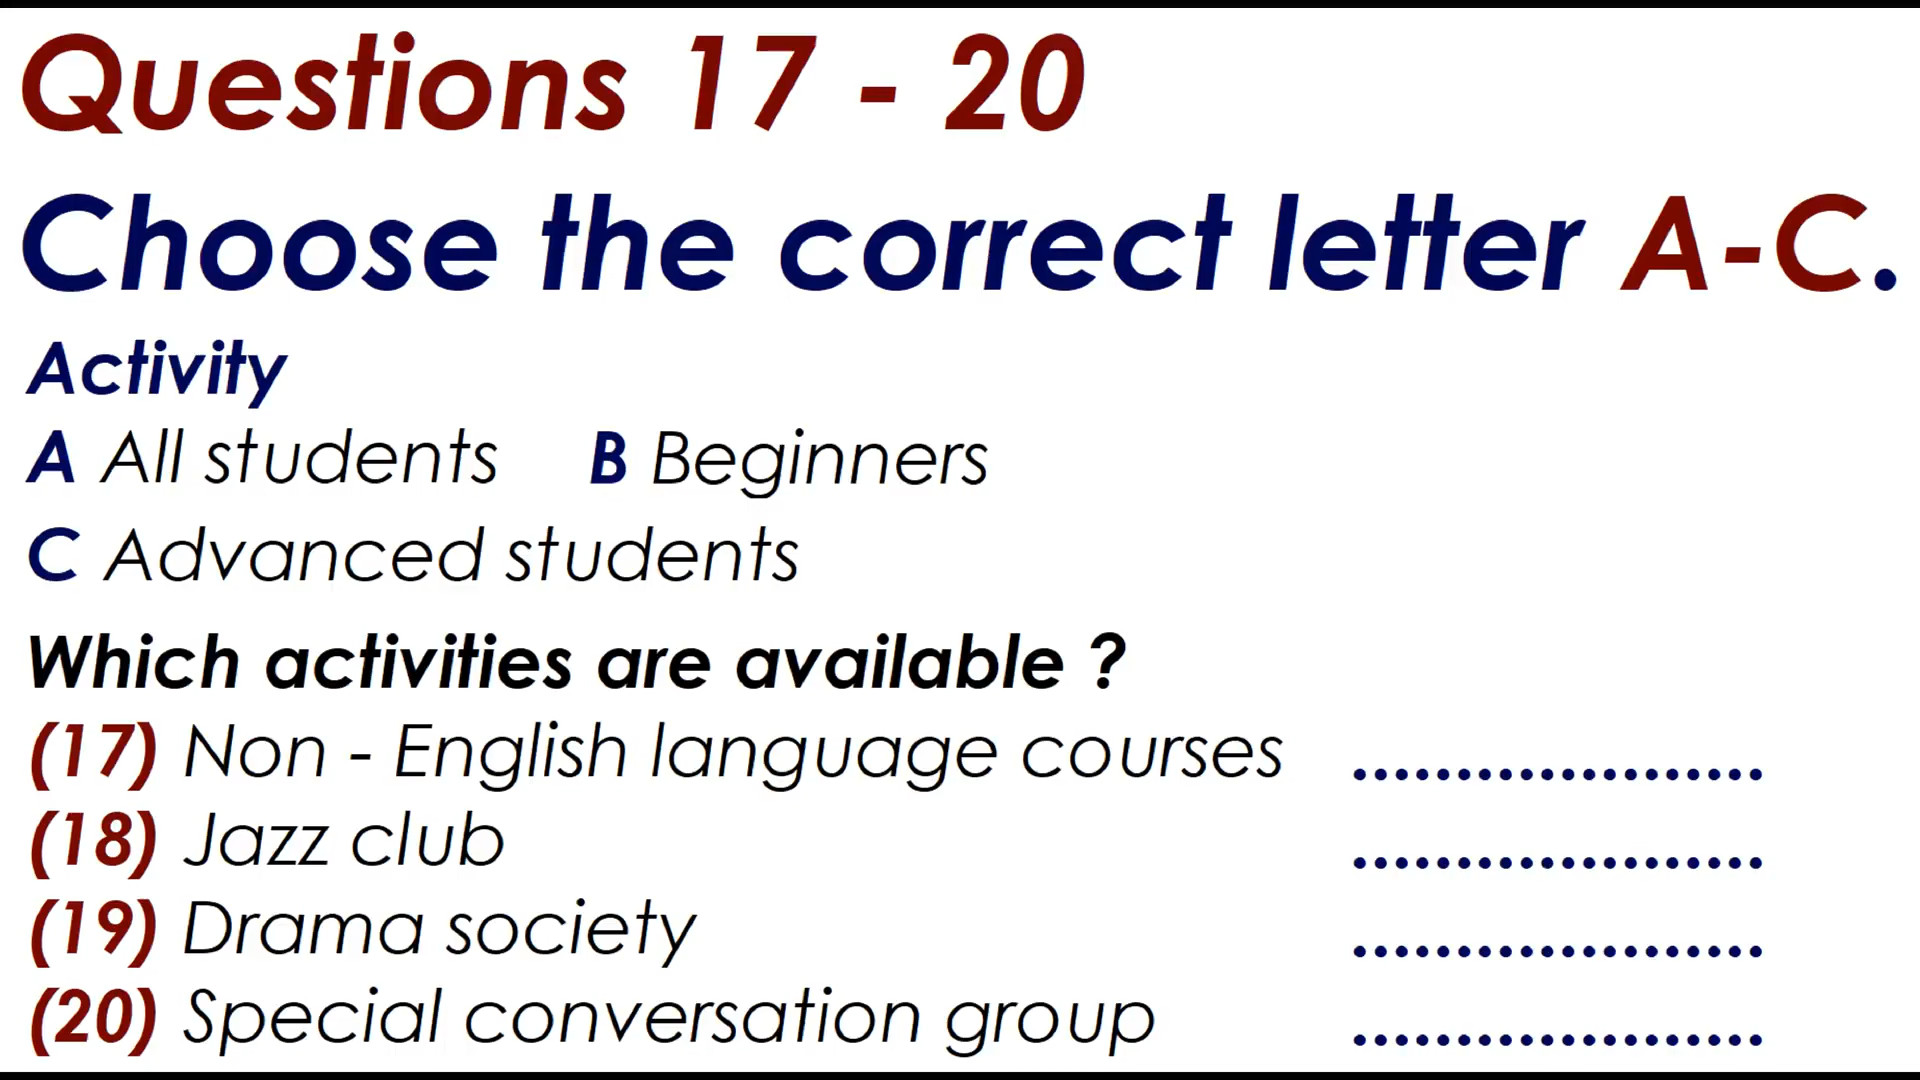 Questions 17 - 20
Choose the correct letter A-C.
Activity
A All students B Beginners
C Advanced students
Which activities are available ?
(17) Non - English language courses ....................
(18) Jazz club ....................
(19) Drama society ....................
(20) Special conversation group ....................